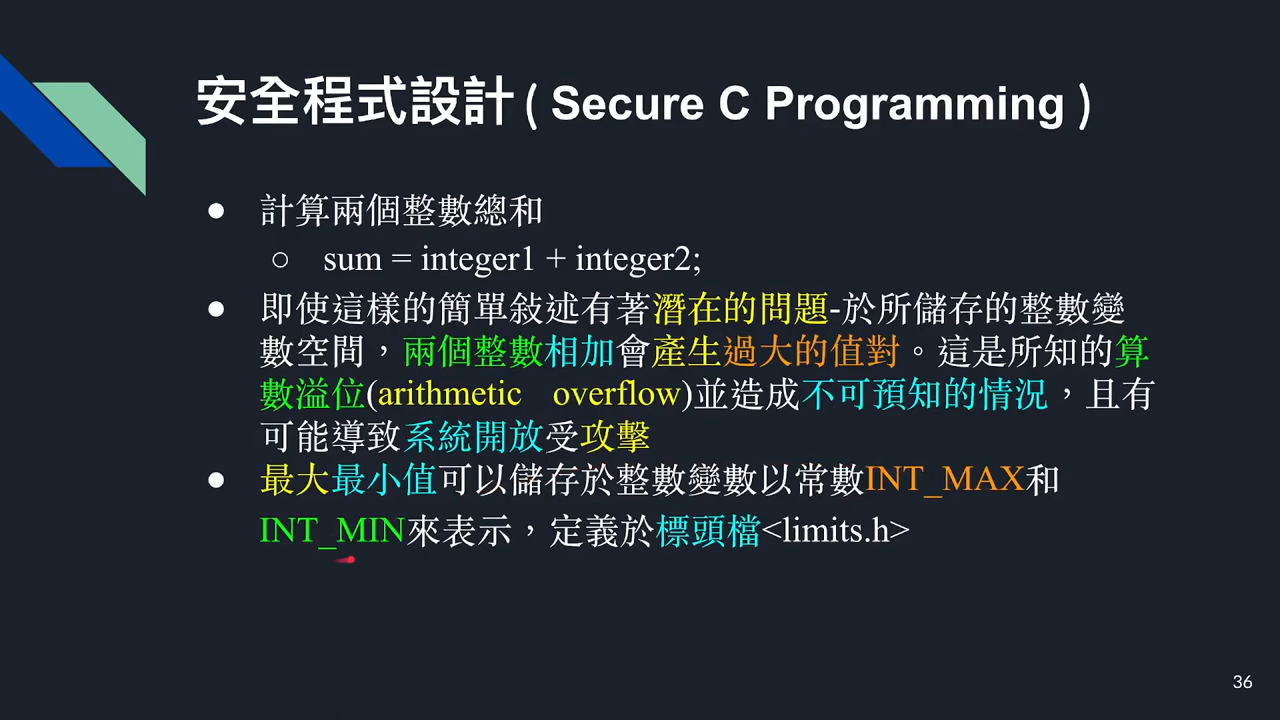 安全程式設計 ( Secure C Programming )
● 計算兩個整數總和
○ sum = integer1 + integer2;
● 即使這樣的簡單敘述有著潛在的問題-於所儲存的整數變
數空間，兩個整數相加會產生過大的值對。這是所知的算
數溢位(arithmetic overflow)並造成不可預知的情況，且有
可能導致系統開放受攻擊
● 最大最小值可以儲存於整數變數以常數INT_MAX和
INT_MIN來表示，定義於標頭檔<limits.h>
36